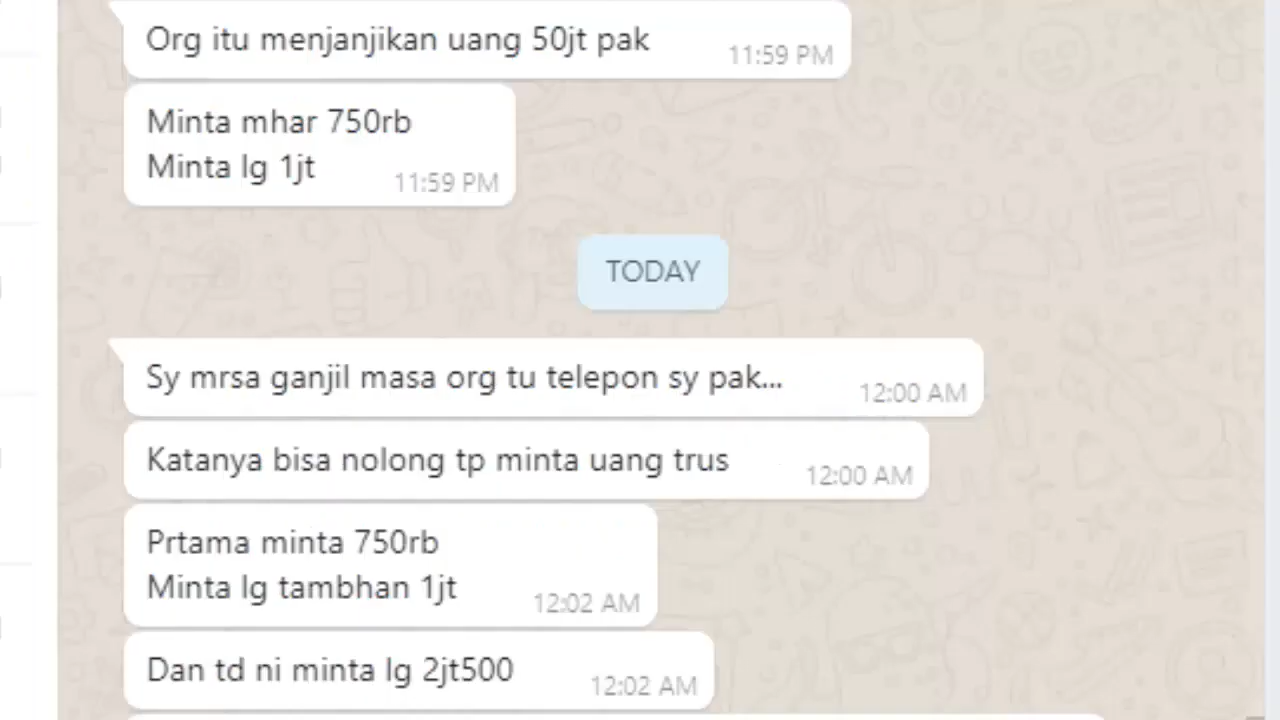 Org itu menjanjikan uang 50jt pak
11:59 PM
Minta mhar 750rb
Minta lg 1jt
11:59 PM
TODAY
Sy mrsa ganjil masa org tu telepon sy pak...
12:00 AM
Katanya bisa nolong tp minta uang trus
12:00 AM
Prtama minta 750rb
Minta lg tambhan 1jt
12:02 AM
Dan td ni minta lg 2jt500
12:02 AM